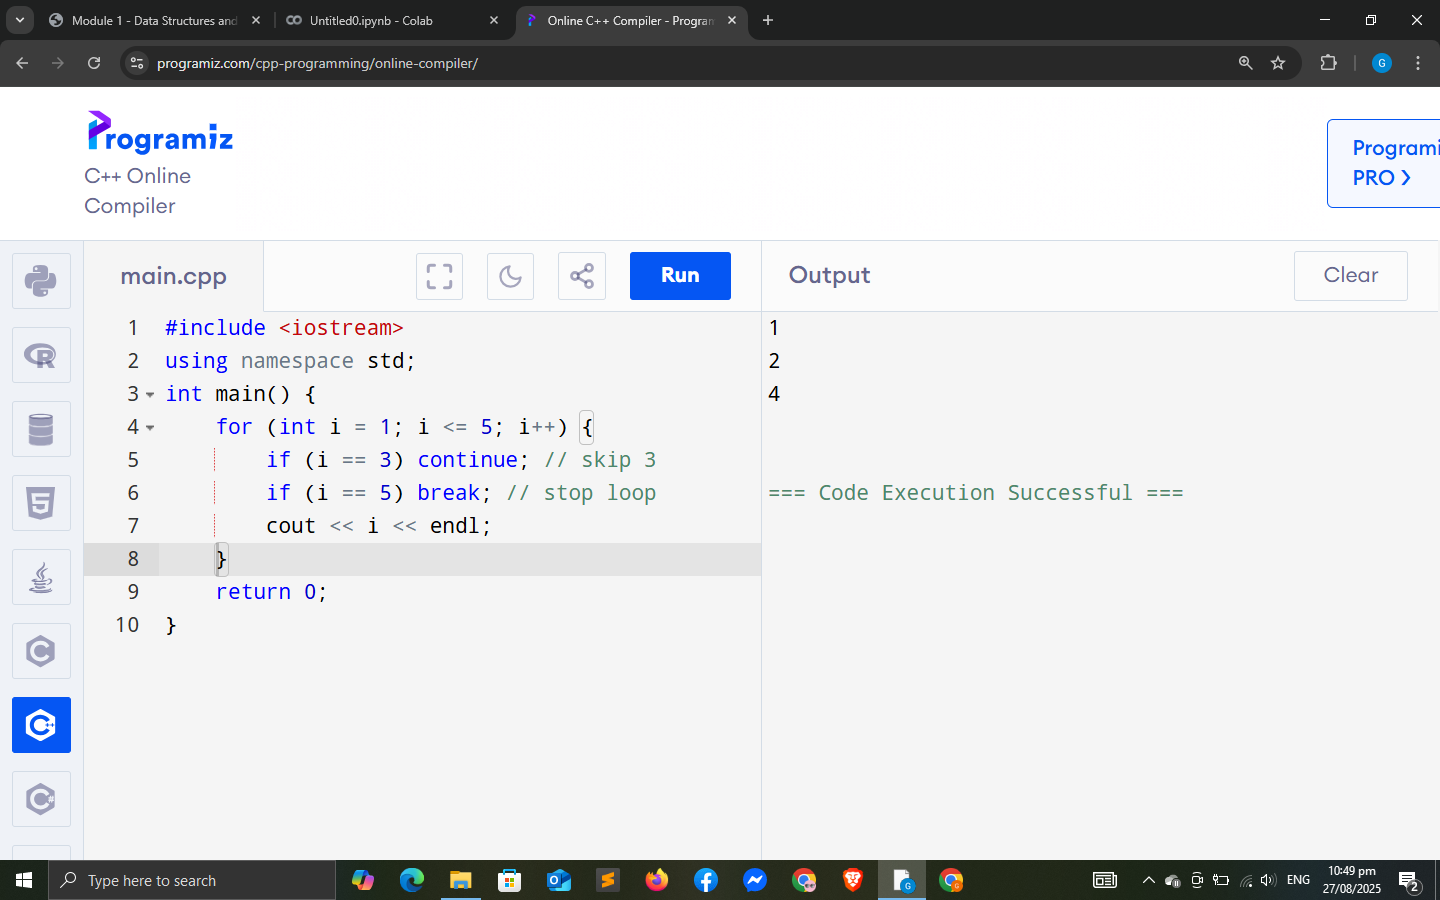 Module 1 - Data Structures and
Untitled0.ipynb - Colab
Online C++ Compiler - Program
programiz.com/cpp-programming/online-compiler/
G
Programiz
C++ Online
Compiler
Programi
PRO ❯
main.cpp
Run
Output
Clear
1 #include <iostream>
2 using namespace std;
3 int main() {
4 for (int i = 1; i <= 5; i++) {
5 if (i == 3) continue; // skip 3
6 if (i == 5) break; // stop loop
7 cout << i << endl;
8 }
9 return 0;
10 }
1
2
4
=== Code Execution Successful ===
Type here to search
ENG
10:49 pm
27/08/2025
2